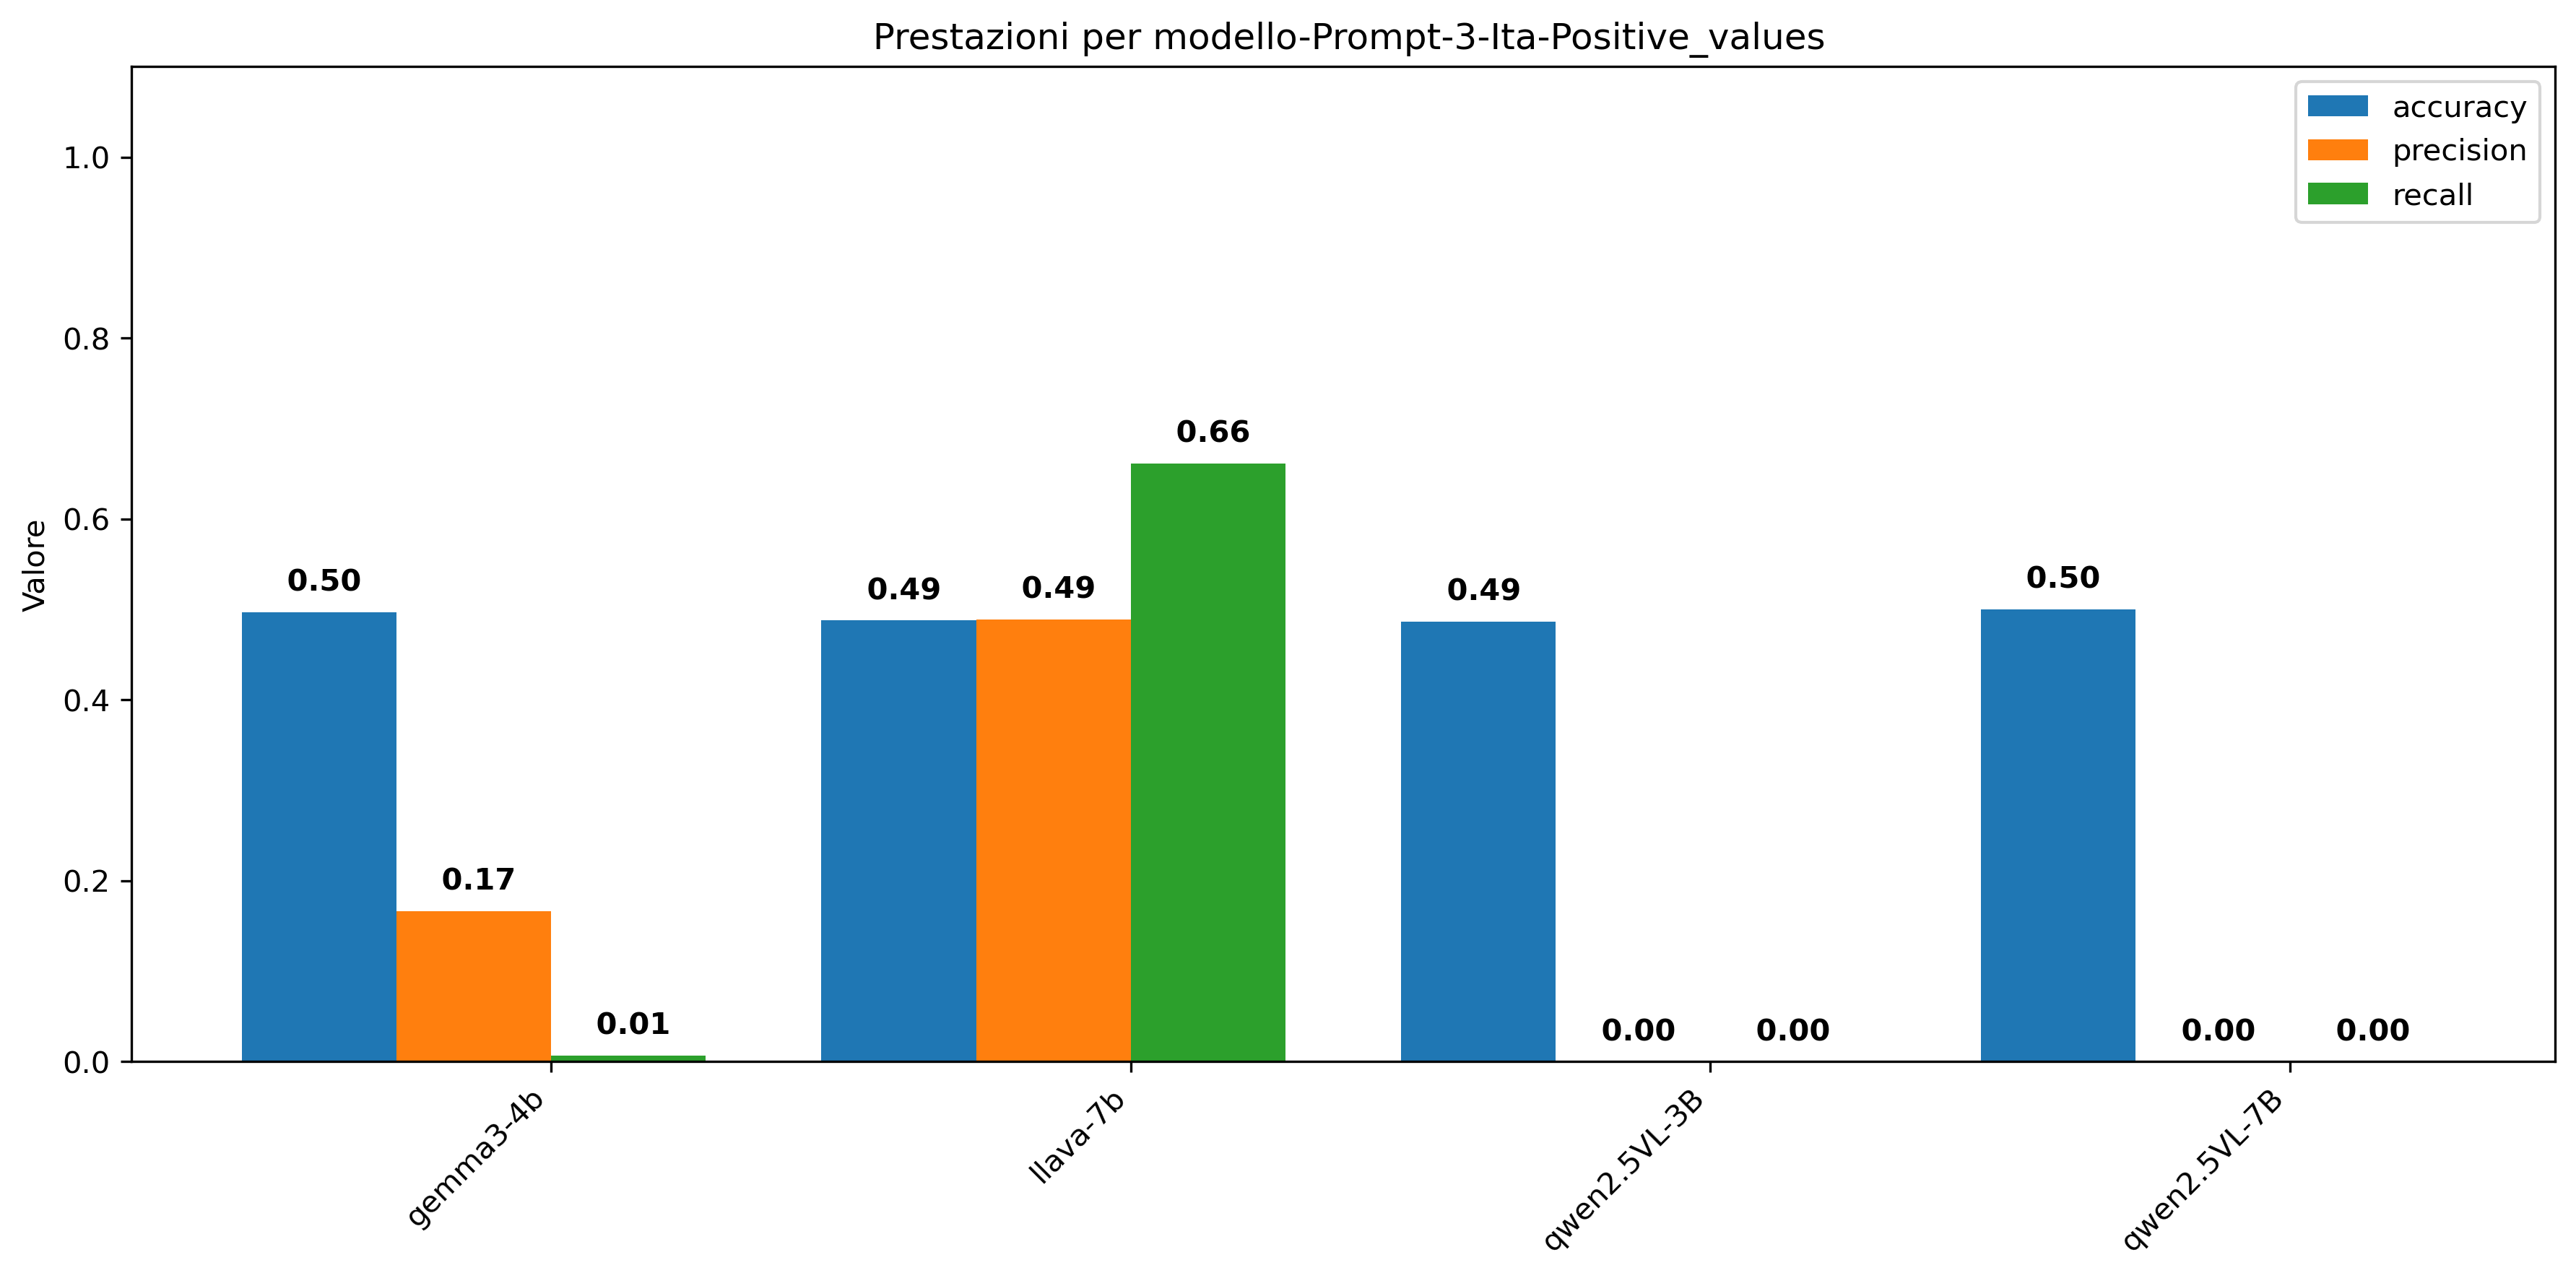 Prestazioni per modello-Prompt-3-Ita-Positive_values
accuracy
precision
recall
Valore
1.0
0.8
0.6
0.4
0.2
0.0
0.50
0.17
0.01
0.49
0.49
0.66
0.49
0.00
0.00
0.50
0.00
0.00
gemma3-4b
llava-7b
qwen2.5VL-3B
qwen2.5VL-7B